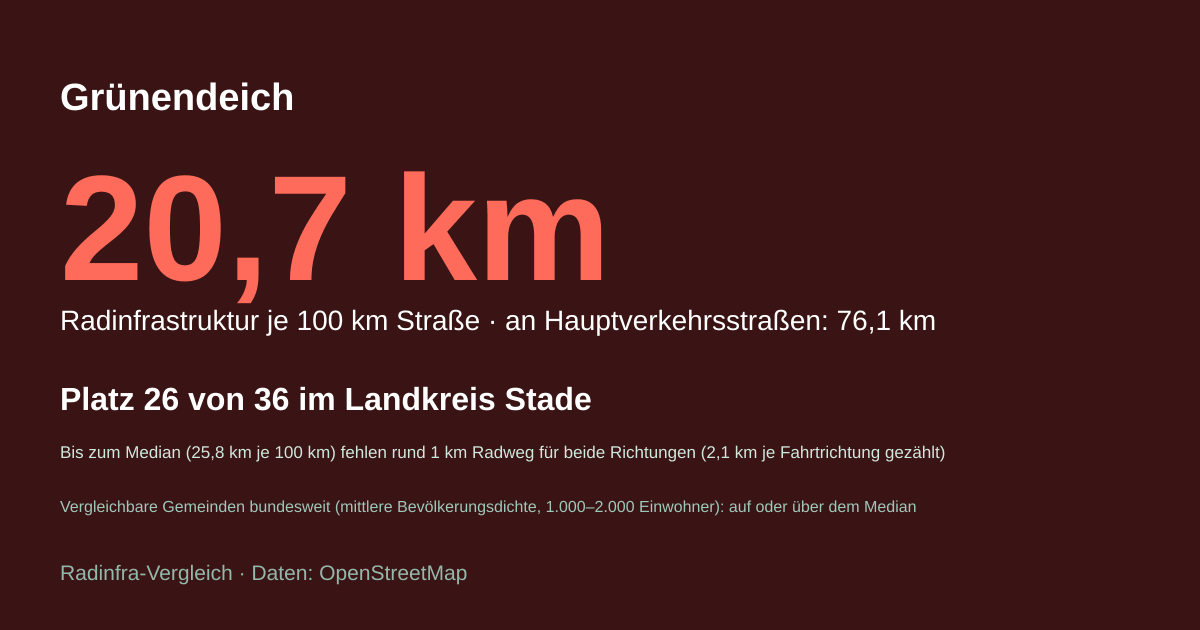 Grünendeich
20,7 km
Radinfrastruktur je 100 km Straße · an Hauptverkehrsstraßen: 76,1 km
Platz 26 von 36 im Landkreis Stade
Bis zum Median (25,8 km je 100 km) fehlen rund 1 km Radweg für beide Richtungen (2,1 km je Fahrtrichtung gezählt)
Vergleichbare Gemeinden bundesweit (mittlere Bevölkerungsdichte, 1.000–2.000 Einwohner): auf oder über dem Median
Radinfra-Vergleich · Daten: OpenStreetMap